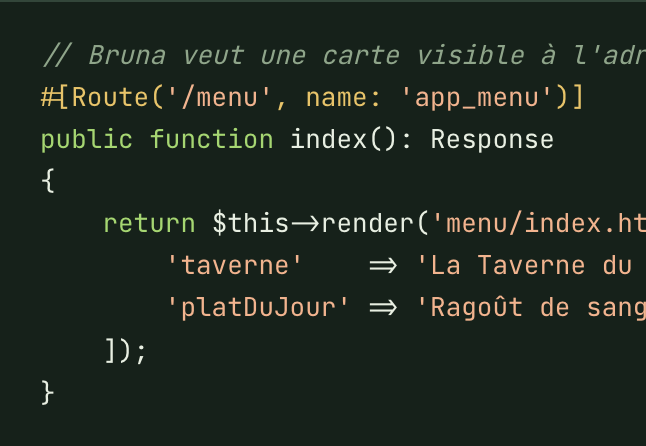 // Bruna veut une carte visible à l'adr
#[Route('/menu', name: 'app_menu')]
public function index(): Response
{
    return $this->render('menu/index.ht
        'taverne'    => 'La Taverne du
        'platDuJour' => 'Ragoût de sang
    ]);
}